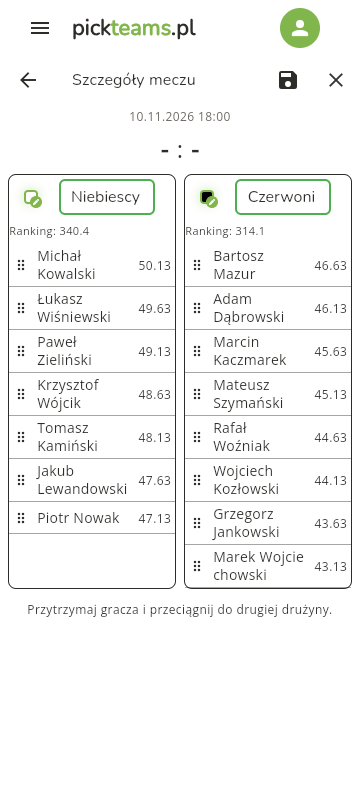 pickteams.pl
Szczegóły meczu
10.11.2026 18:00
- : -
Niebiescy
Ranking: 340.4
Michał
Kowalski
50.13
Łukasz
Wiśniewski
49.63
Paweł
Zieliński
49.13
Krzysztof
Wójcik
48.63
Tomasz
Kamiński
48.13
Jakub
Lewandowski
47.63
Piotr Nowak
47.13
Czerwoni
Ranking: 314.1
Bartosz
Mazur
46.63
Adam
Dąbrowski
46.13
Marcin
Kaczmarek
45.63
Mateusz
Szymański
45.13
Rafał
Woźniak
44.63
Wojciech
Kozłowski
44.13
Grzegorz
Jankowski
43.63
Marek Wojcie
chowski
43.13
Przytrzymaj gracza i przeciągnij do drugiej drużyny.